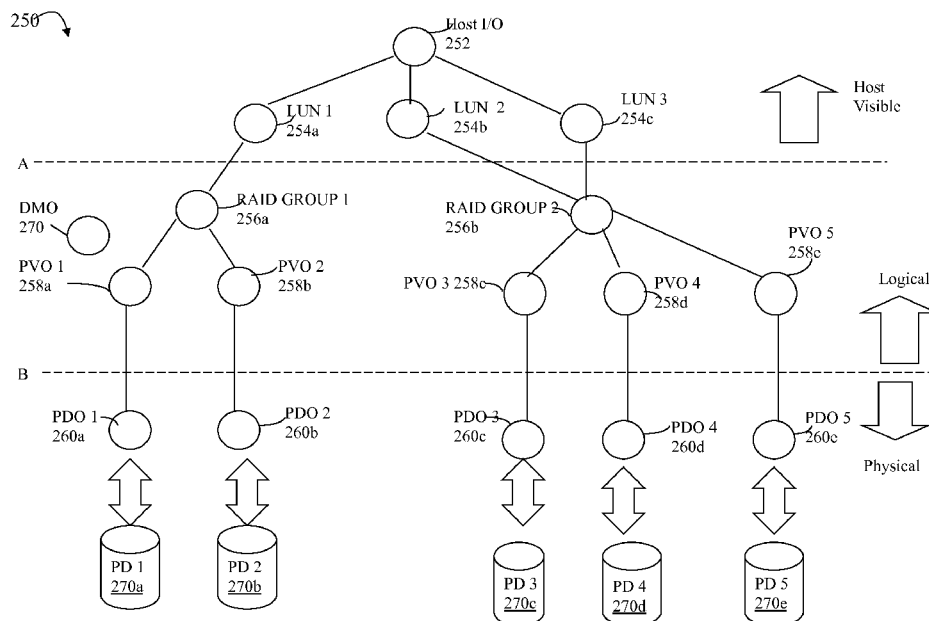 250
Host I/O
252
LUN 1
254a
LUN 2
254b
LUN 3
254c
Host
Visible
A
RAID GROUP 1
256a
RAID GROUP 2
256b
DMO
270
PVO 1
258a
PVO 2
258b
PVO 3 258c
PVO 4
258d
PVO 5
258e
Logical
B
PDO 1
260a
PDO 2
260b
PDO 3
260c
PDO 4
260d
PDO 5
260e
Physical
PD 1
270a
PD 2
270b
PD 3
270c
PD 4
270d
PD 5
270e